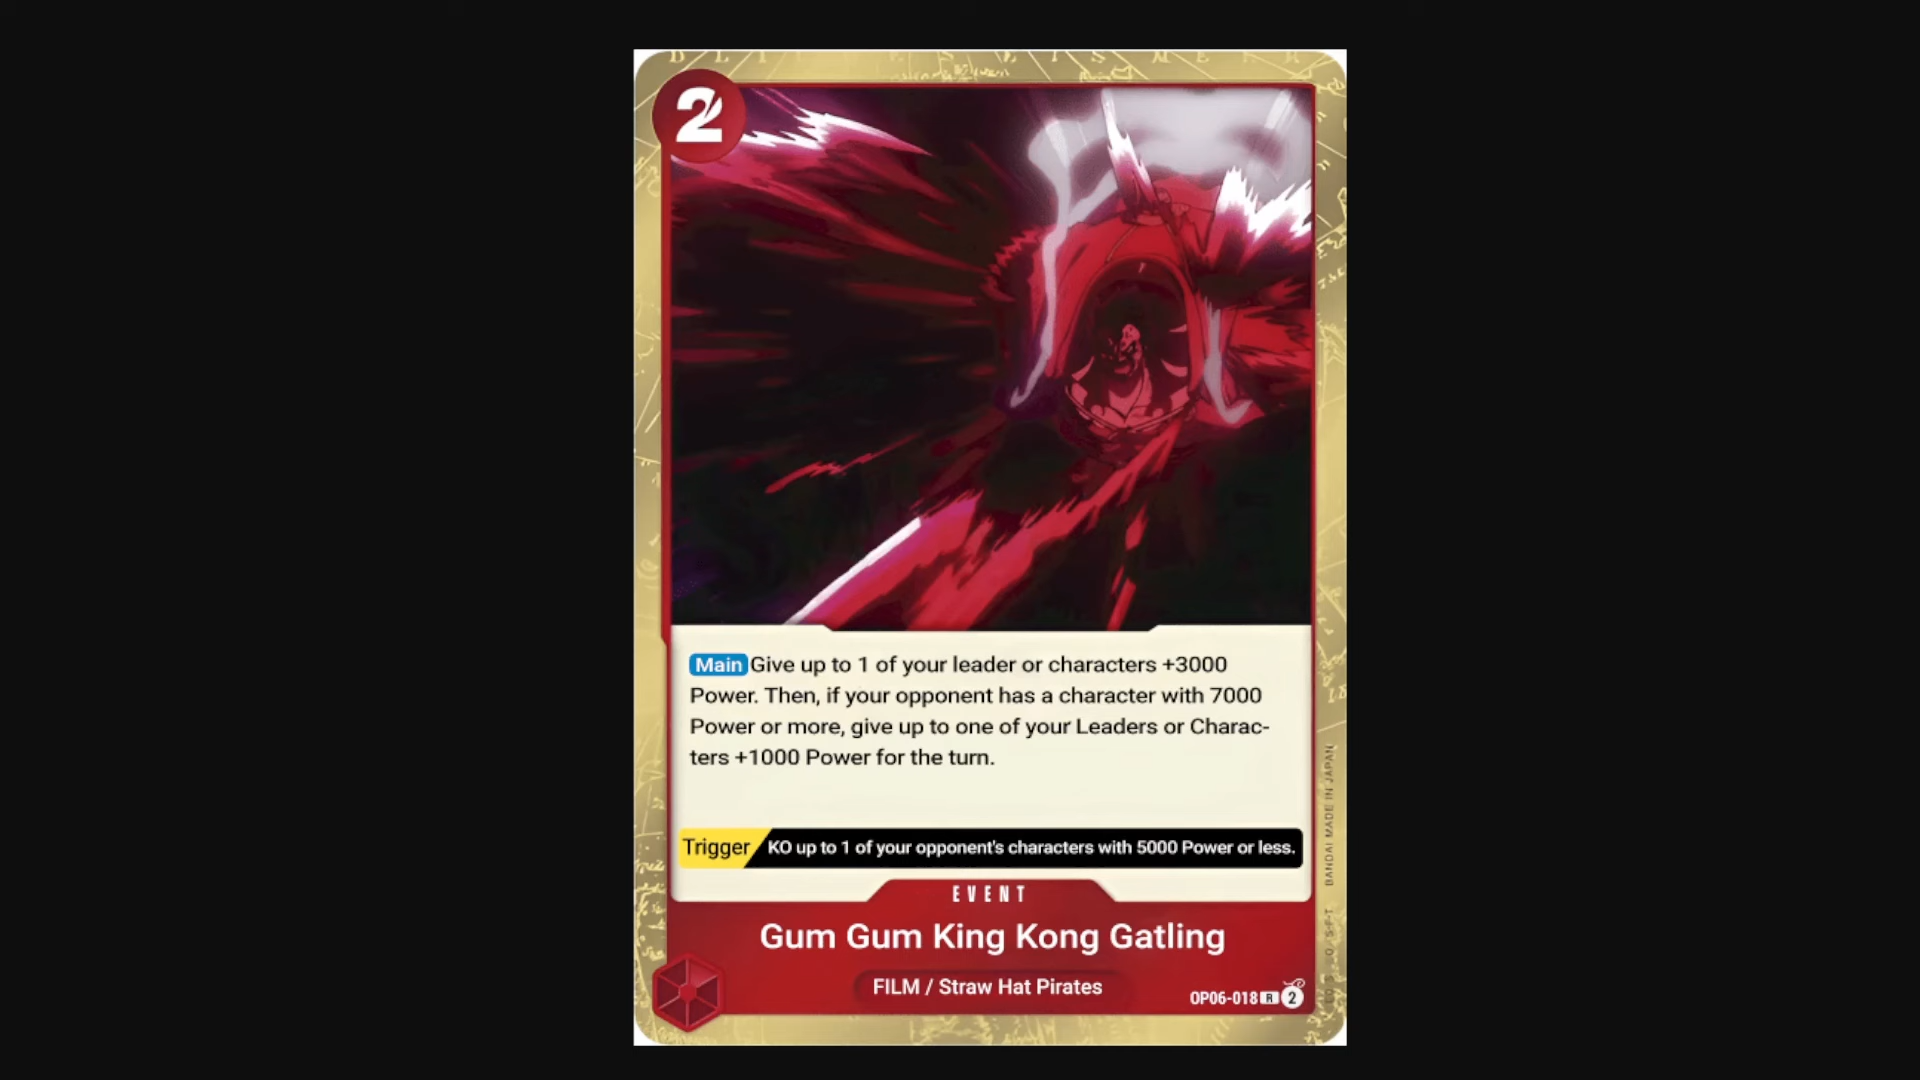 2
Main Give up to 1 of your leader or characters +3000
Power. Then, if your opponent has a character with 7000
Power or more, give up to one of your Leaders or Charac-
ters +1000 Power for the turn.
Trigger KO up to 1 of your opponent's characters with 5000 Power or less.
EVENT
Gum Gum King Kong Gatling
FILM / Straw Hat Pirates
OP06-018 R 2
BANDAI MADE IN JAPAN